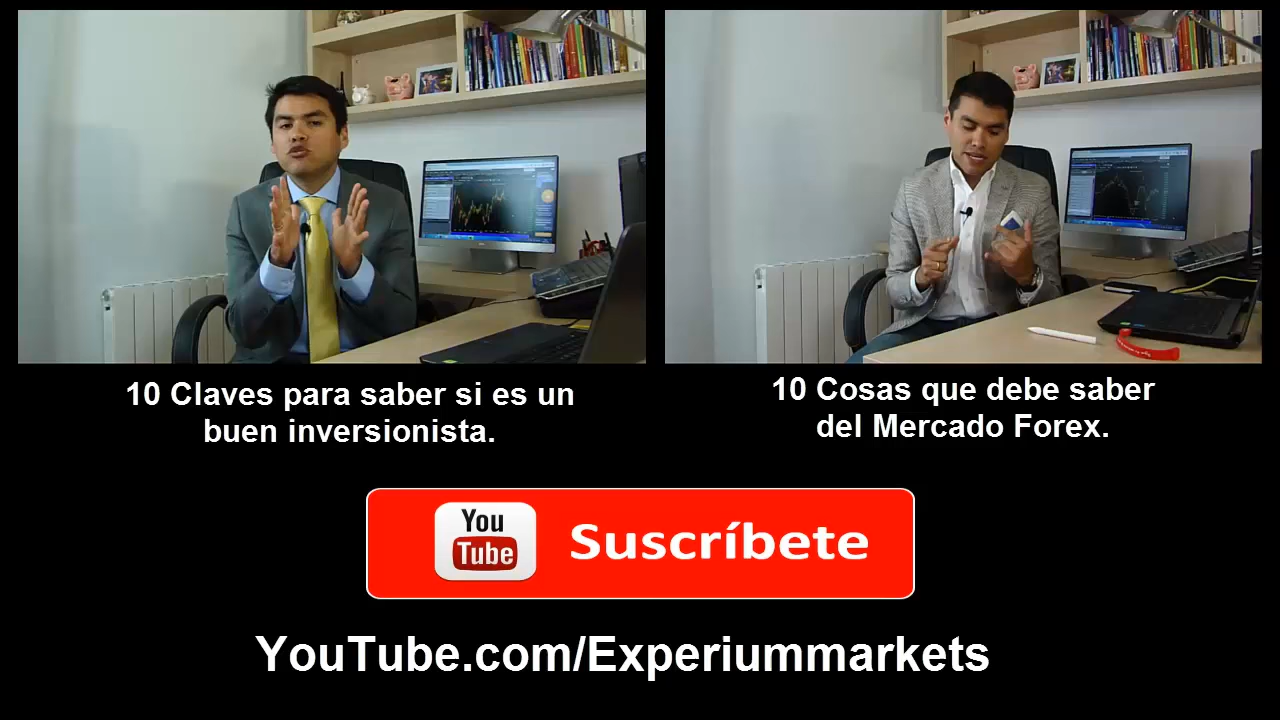 10 Claves para saber si es un
buen inversionista.
10 Cosas que debe saber
del Mercado Forex.
You
Tube
Suscríbete
YouTube.com/Experiummarkets